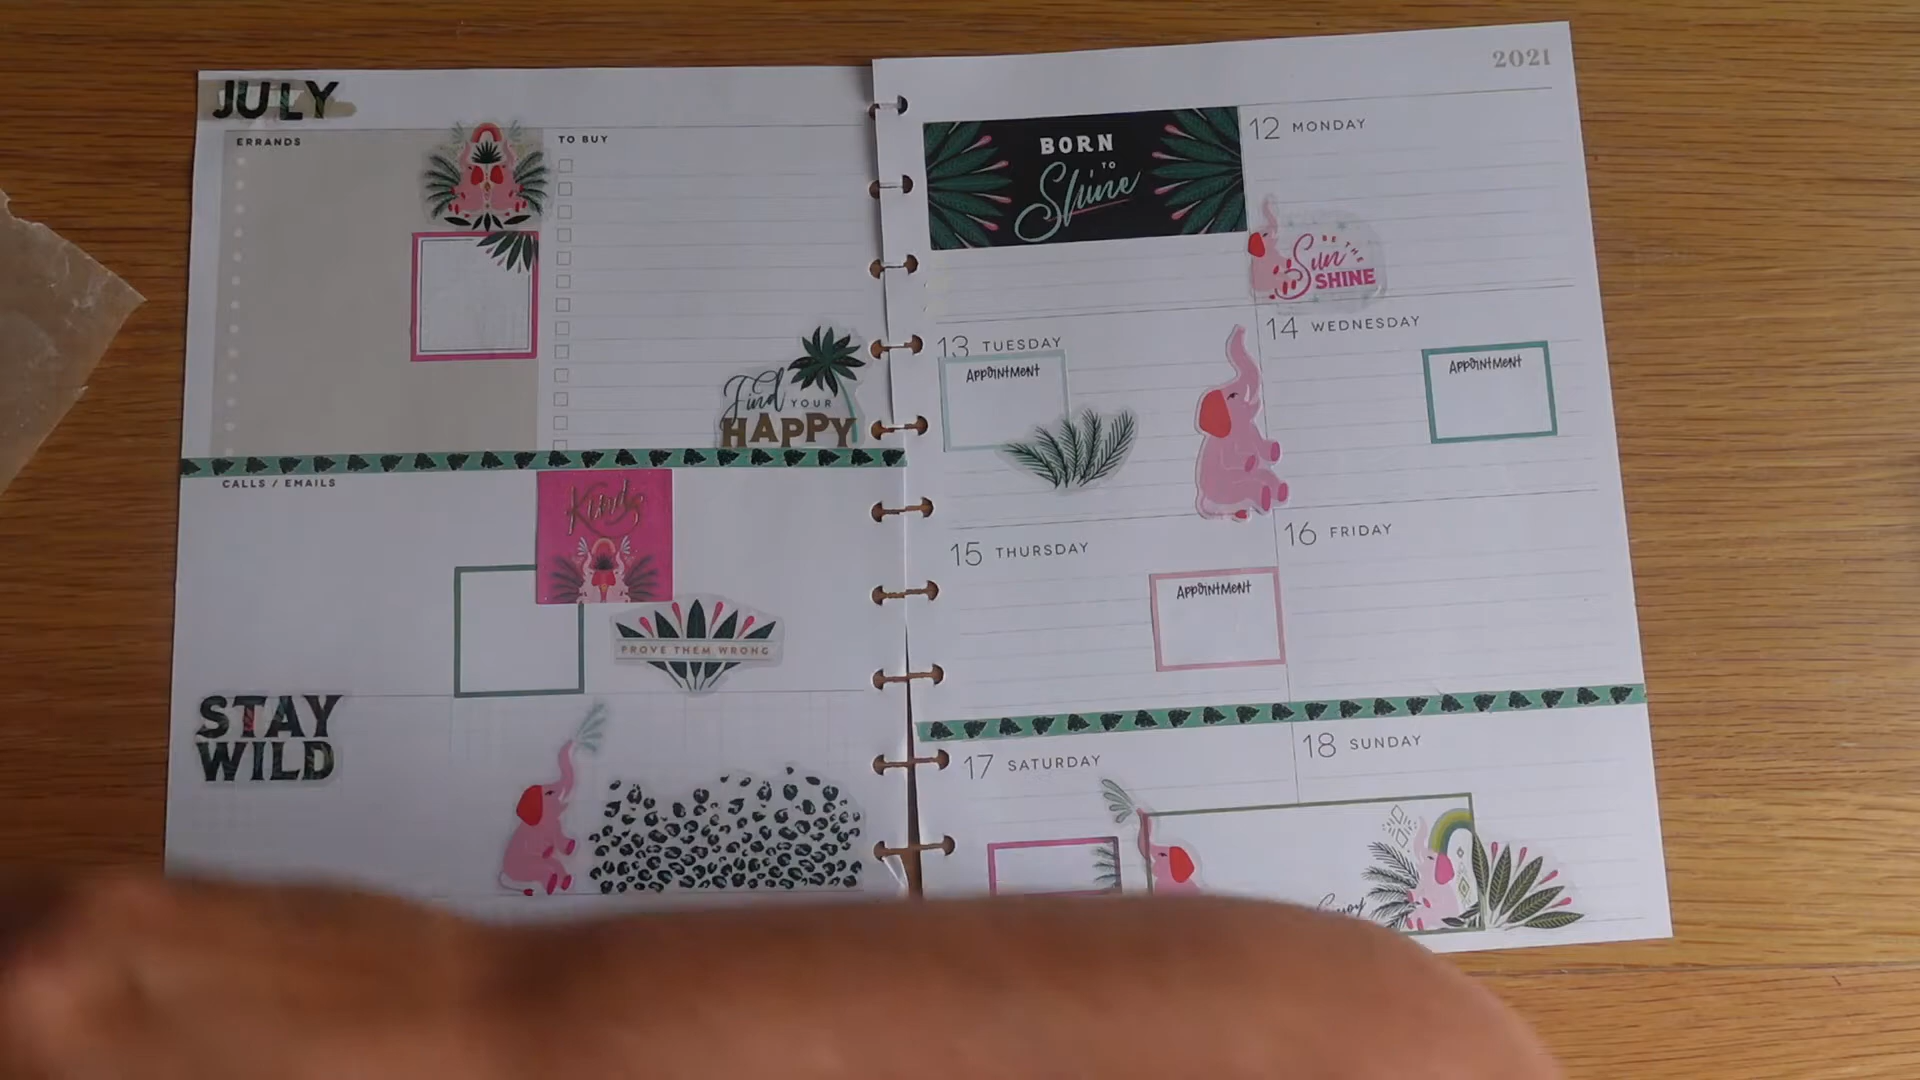 JULY
ERRANDS
TO BUY
Find YOUR
HAPPY
CALLS / EMAILS
Kind
PROVE THEM WRONG
STAY
WILD
2021
BORN
TO
Shine
12 MONDAY
BE THE
Sun
SHINE
13 TUESDAY
Appointment
14 WEDNESDAY
Appointment
15 THURSDAY
Appointment
16 FRIDAY
17 SATURDAY
18 SUNDAY